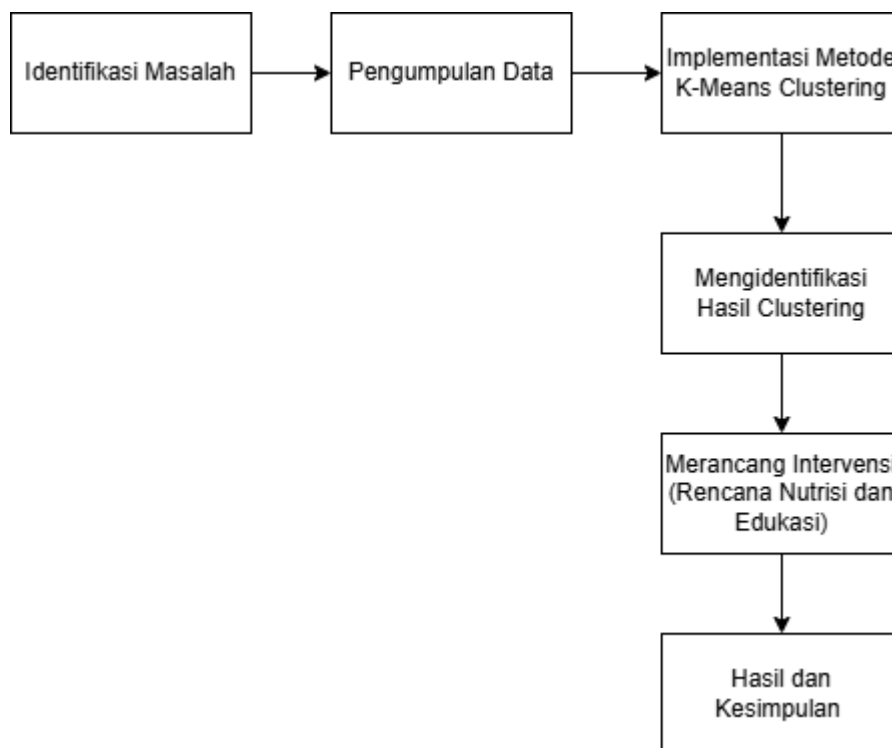 Identifikasi Masalah
Pengumpulan Data
Implementasi Metode
K-Means Clustering
Mengidentifikasi
Hasil Clustering
Merancang Intervensi
(Rencana Nutrisi dan
Edukasi)
Hasil dan
Kesimpulan